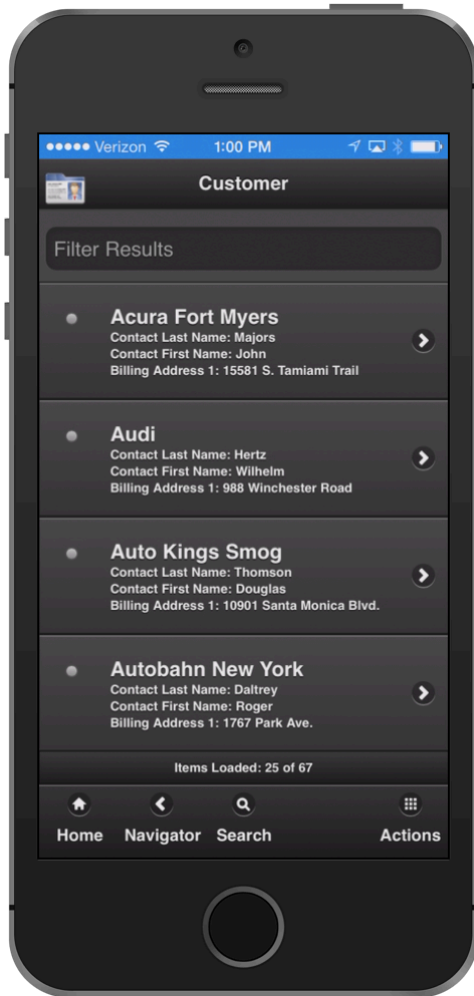 Verizon 1:00 PM
Customer
Filter Results
Acura Fort Myers
Contact Last Name: Majors
Contact First Name: John
Billing Address 1: 15581 S. Tamiami Trail
Audi
Contact Last Name: Hertz
Contact First Name: Wilhelm
Billing Address 1: 988 Winchester Road
Auto Kings Smog
Contact Last Name: Thomson
Contact First Name: Douglas
Billing Address 1: 10901 Santa Monica Blvd.
Autobahn New York
Contact Last Name: Daltrey
Contact First Name: Roger
Billing Address 1: 1767 Park Ave.
Items Loaded: 25 of 67
Home Navigator Search Actions